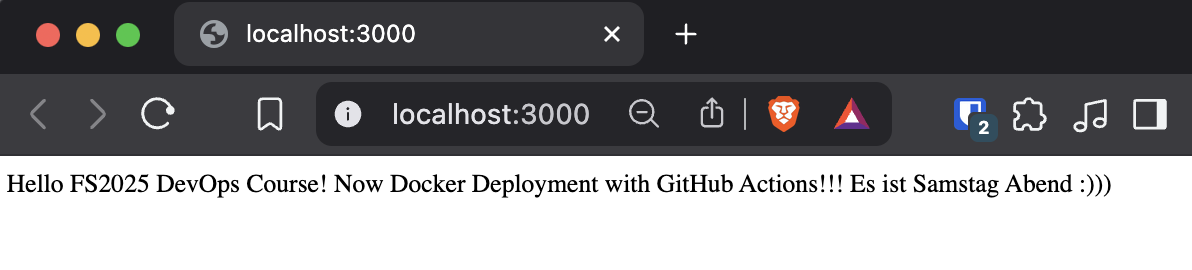 localhost:3000
localhost:3000
2
Hello FS2025 DevOps Course! Now Docker Deployment with GitHub Actions!!! Es ist Samstag Abend :)))